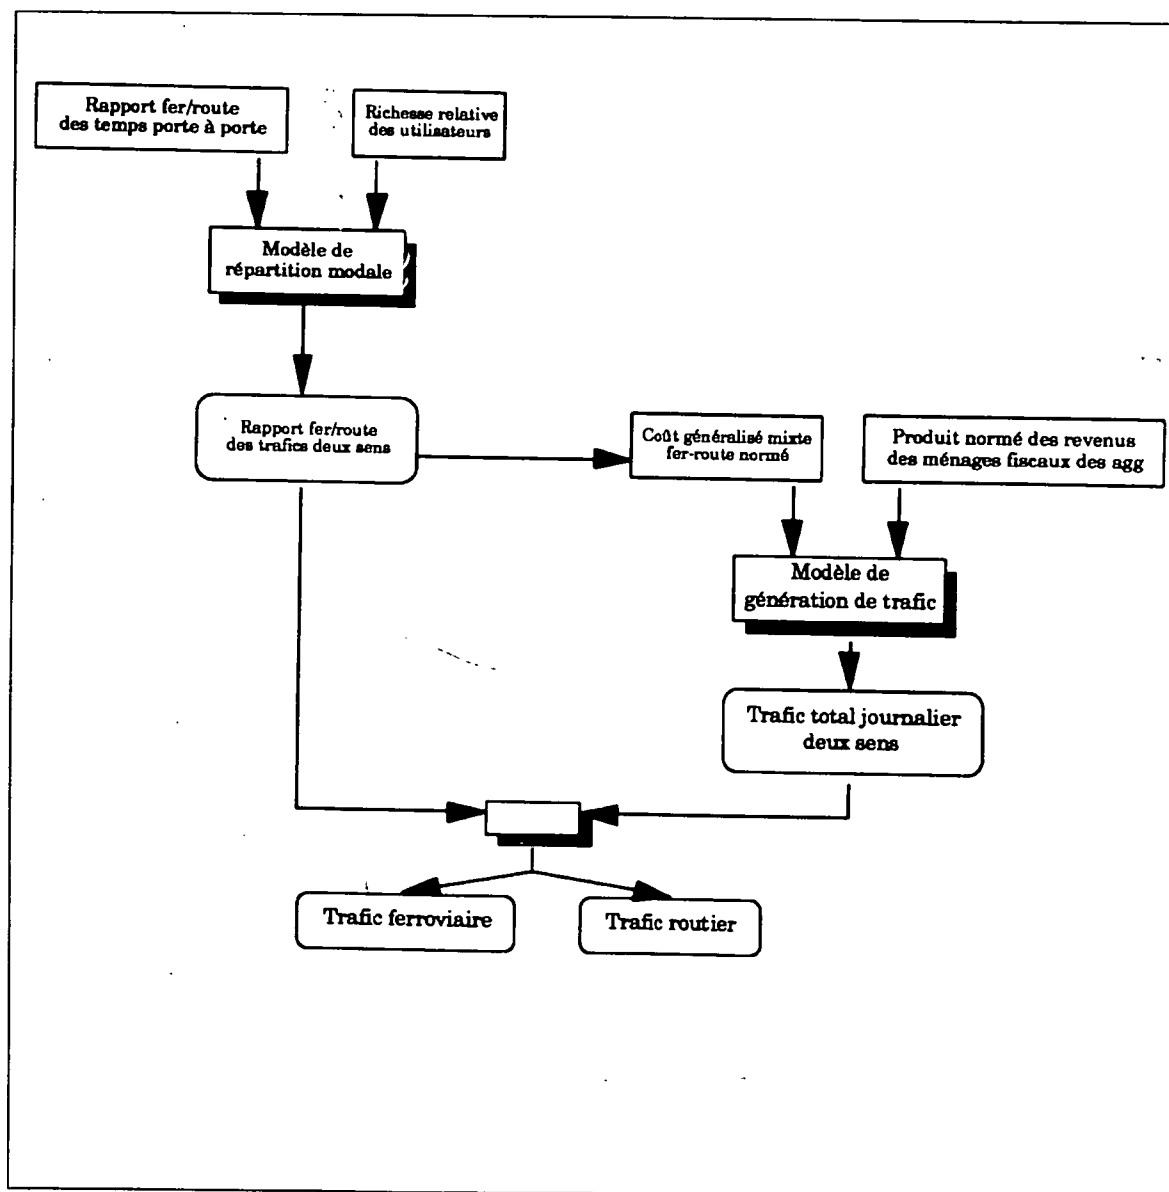 Rapport fer/route
des temps porte à porte
Richesse relative
des utilisateurs
Modèle de
répartition modale
Rapport fer/route
des trafics deux sens
Coût généralisé mixte
fer-route normé
Produit normé des revenus
des ménages fiscaux des agg
Modèle de
génération de trafic
Trafic total journalier
deux sens
Trafic ferroviaire
Trafic routier